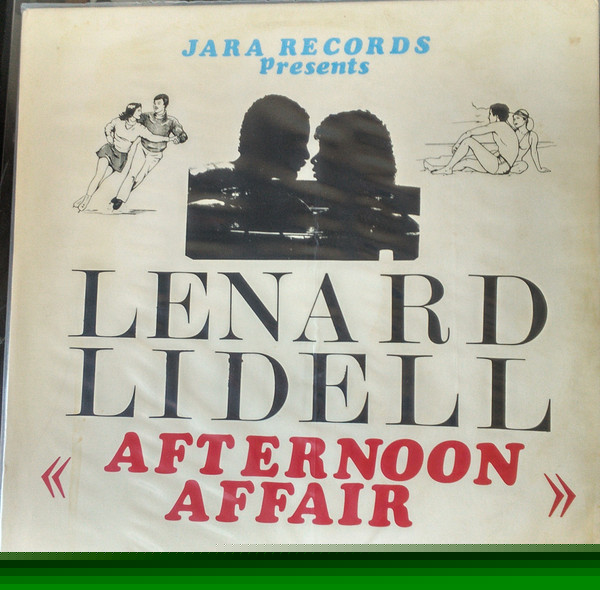 JARA RECORDS
Presents
LENARD
LIDELL
« AFTERNOON »
AFFAIR